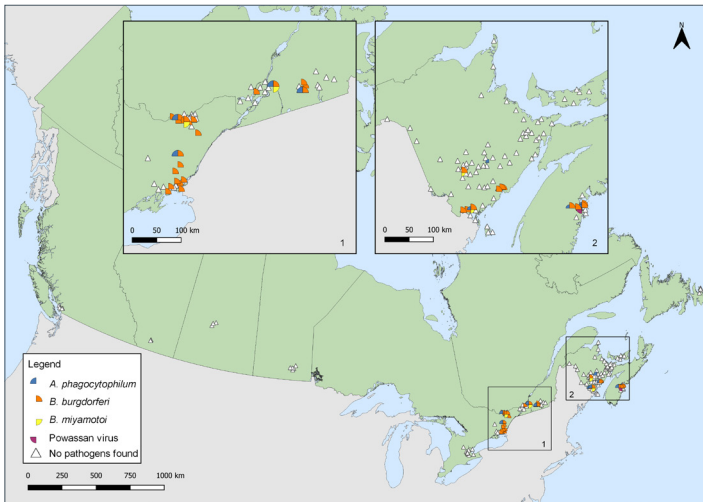 N
0 50 100 km
1
0 50 100 km
2
Legend
A. phagocytophilum
B. burgdorferi
B. miyamotoi
Powassan virus
No pathogens found
0 250 500 750 1000 km
1
2